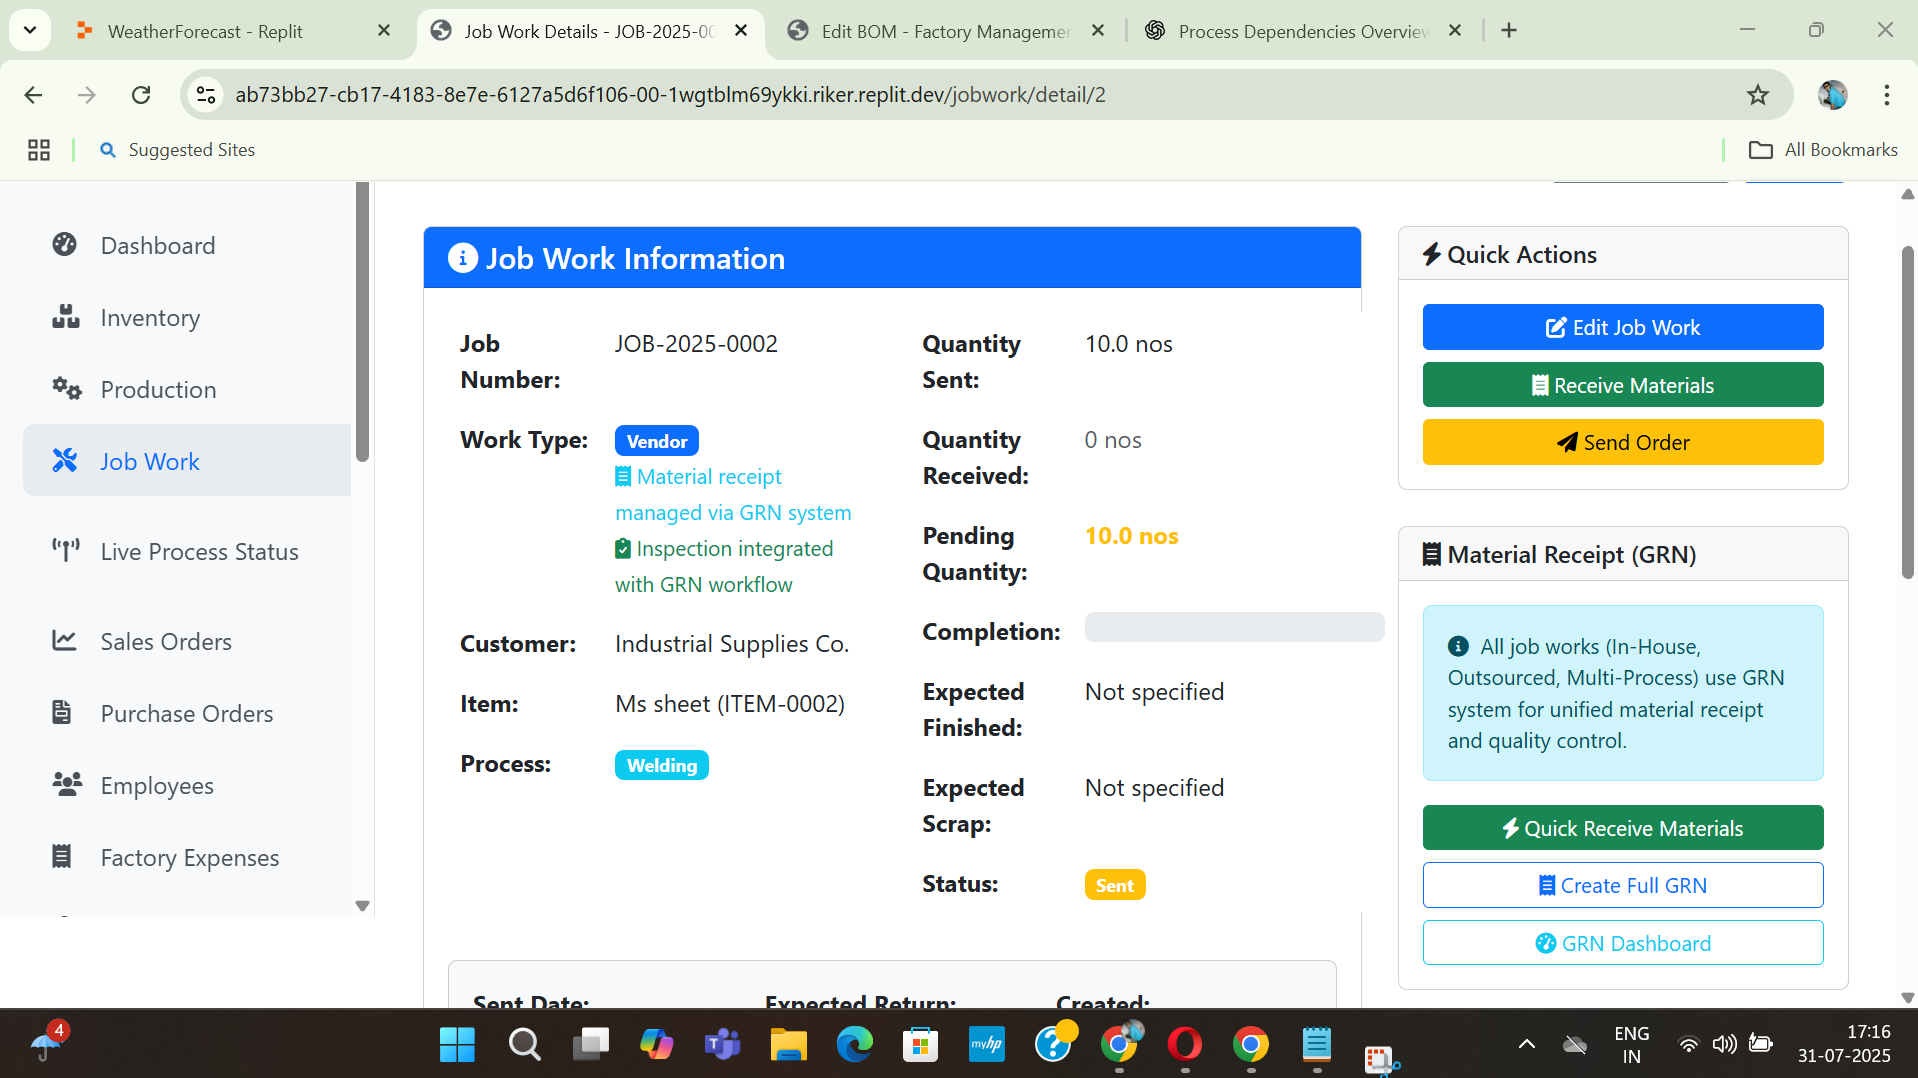 WeatherForecast - Replit
Job Work Details - JOB-2025-00
Edit BOM - Factory Managemen
Process Dependencies Overview
ab73bb27-cb17-4183-8e7e-6127a5d6f106-00-1wgtblm69ykki.riker.replit.dev/jobwork/detail/2
Suggested Sites
All Bookmarks
Dashboard
Inventory
Production
Job Work
Live Process Status
Sales Orders
Purchase Orders
Employees
Factory Expenses
Job Work Information
Job Number: JOB-2025-0002
Work Type: Vendor
Material receipt
managed via GRN system
Inspection integrated
with GRN workflow
Customer: Industrial Supplies Co.
Item: Ms sheet (ITEM-0002)
Process: Welding
Quantity Sent: 10.0 nos
Quantity Received: 0 nos
Pending Quantity: 10.0 nos
Completion:
Expected Finished: Not specified
Expected Scrap: Not specified
Status: Sent
Sent Date: Expected Return: Created:
Quick Actions
Edit Job Work
Receive Materials
Send Order
Material Receipt (GRN)
All job works (In-House,
Outsourced, Multi-Process) use GRN
system for unified material receipt
and quality control.
Quick Receive Materials
Create Full GRN
GRN Dashboard
4
myhp
ENG
IN
17:16
31-07-2025